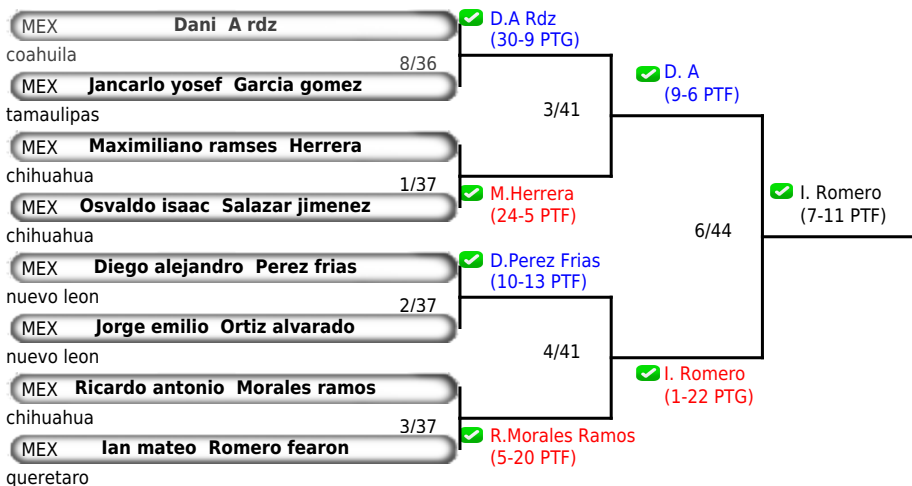 MEX Dani A rdz
coahuila
8/36
MEX Jancarlo yosef Garcia gomez
tamaulipas
MEX Maximiliano ramses Herrera
chihuahua
1/37
MEX Osvaldo isaac Salazar jimenez
chihuahua
MEX Diego alejandro Perez frias
nuevo leon
2/37
MEX Jorge emilio Ortiz alvarado
nuevo leon
MEX Ricardo antonio Morales ramos
chihuahua
3/37
MEX Ian mateo Romero fearon
queretaro
D.A Rdz
(30-9 PTG)
3/41
M.Herrera
(24-5 PTF)
D.Perez Frias
(10-13 PTF)
4/41
R.Morales Ramos
(5-20 PTF)
D. A
(9-6 PTF)
6/44
I. Romero
(1-22 PTG)
I. Romero
(7-11 PTF)